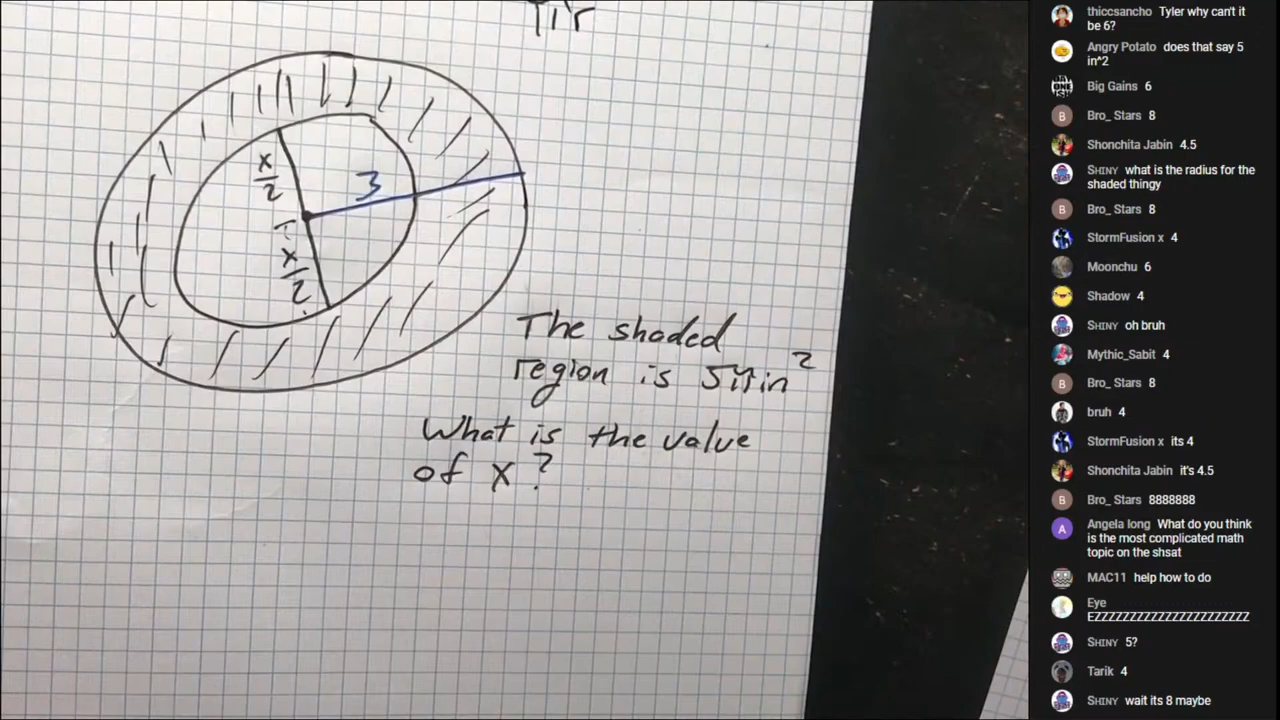 πr
x
2
3
x
2
The shaded
region is 5πin²
What is the value
of x?
thiccsancho Tyler why can't it
be 6?
Angry Potato does that say 5
in^2
Big Gains 6
Bro_ Stars 8
Shonchita Jabin 4.5
SHINY what is the radius for the
shaded thingy
Bro_ Stars 8
StormFusion x 4
Moonchu 6
Shadow 4
SHINY oh bruh
Mythic_Sabit 4
Bro_ Stars 8
bruh 4
StormFusion x its 4
Shonchita Jabin it's 4.5
Bro_ Stars 8888888
Angela long What do you think
is the most complicated math
topic on the shsat
MAC11 help how to do
Eye
EZZZZZZZZZZZZZZZZZZZZZZZZ
SHINY 5?
Tarik 4
SHINY wait its 8 maybe